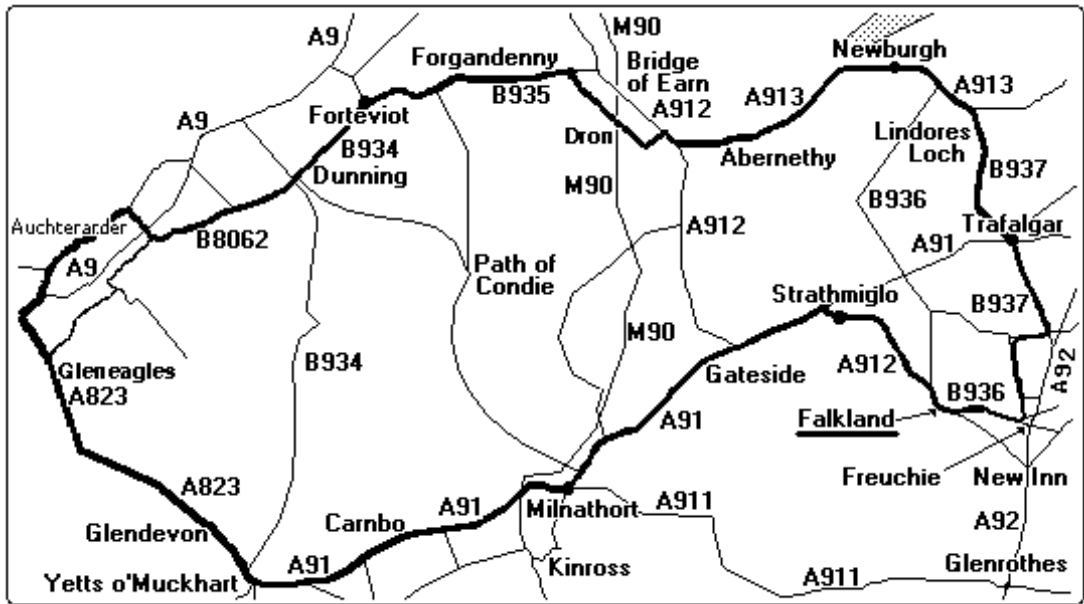 M90
A9
Newburgh
Forgandenny
Bridge
of Earn
B935
A913
A913
A912
Forteviot
A9
Lindores
Loch
Dron
Abernethy
B934
Dunning
B937
M90
B936
Auchterarder
Trafalgar
A912
B8062
A91
A9
Path of
Condie
Strathmiglo
B937
M90
B934
Gleneagles
A912
A92
Gateside
A823
B936
A91
Falkland
Freuchie
New Inn
A823
A91
Milnathort
A911
Carnbo
A92
Glendevon
Kinross
A91
Glenrothes
Yetts o'Muckhart
A911